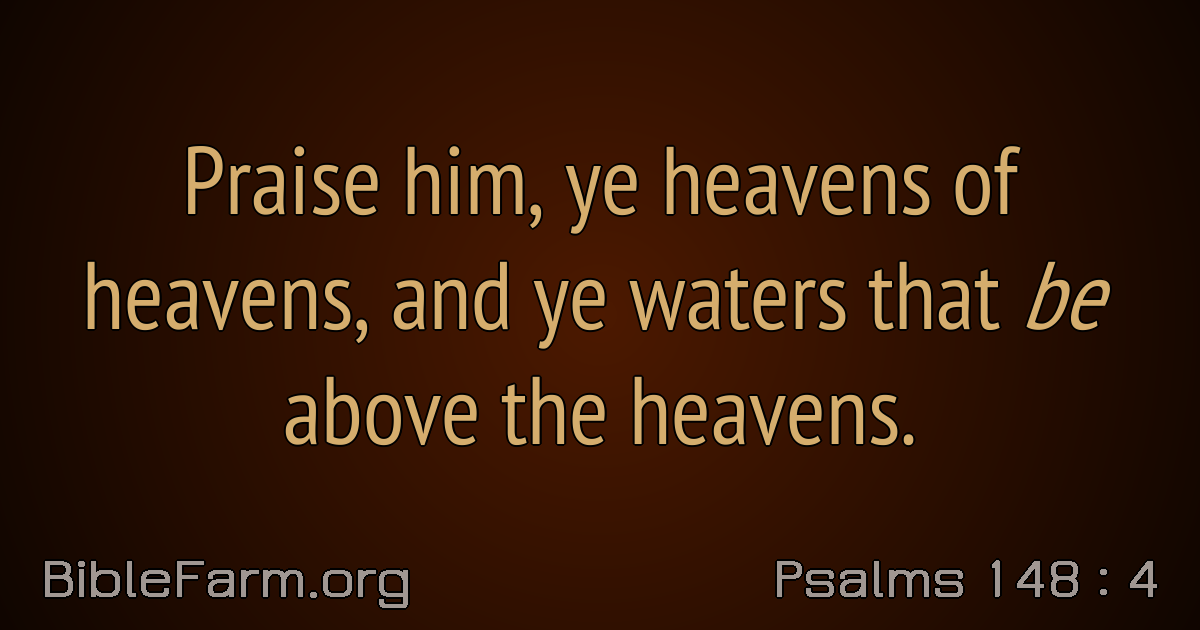 Praise him, ye heavens of
heavens, and ye waters that be
above the heavens.
BibleFarm.org
Psalms 148 : 4